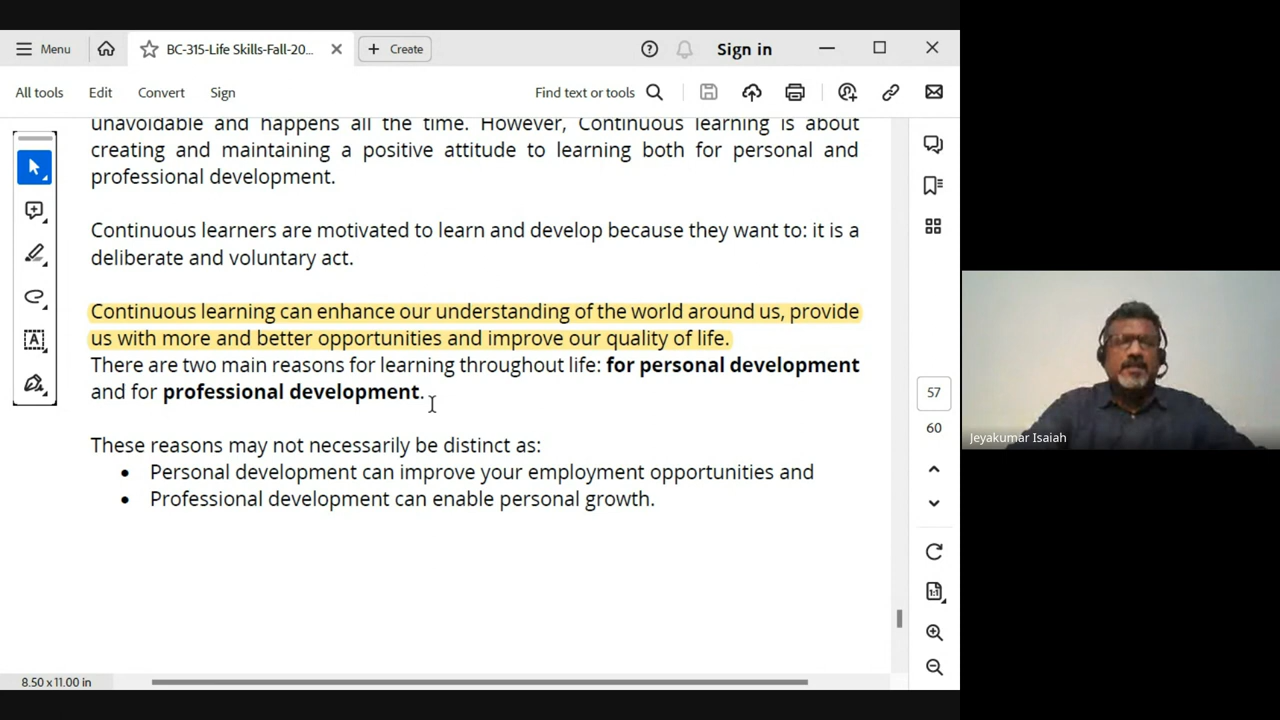 Menu
BC-315-Life Skills-Fall-20...
Create
Sign in
All tools
Edit
Convert
Sign
Find text or tools
unavoidable and happens all the time. However, Continuous learning is about
creating and maintaining a positive attitude to learning both for personal and
professional development.
Continuous learners are motivated to learn and develop because they want to: it is a
deliberate and voluntary act.
Continuous learning can enhance our understanding of the world around us, provide
us with more and better opportunities and improve our quality of life.
There are two main reasons for learning throughout life: for personal development
and for professional development.
These reasons may not necessarily be distinct as:
• Personal development can improve your employment opportunities and
• Professional development can enable personal growth.
57
60
1:1
8.50 x 11.00 in
Jeyakumar Isaiah